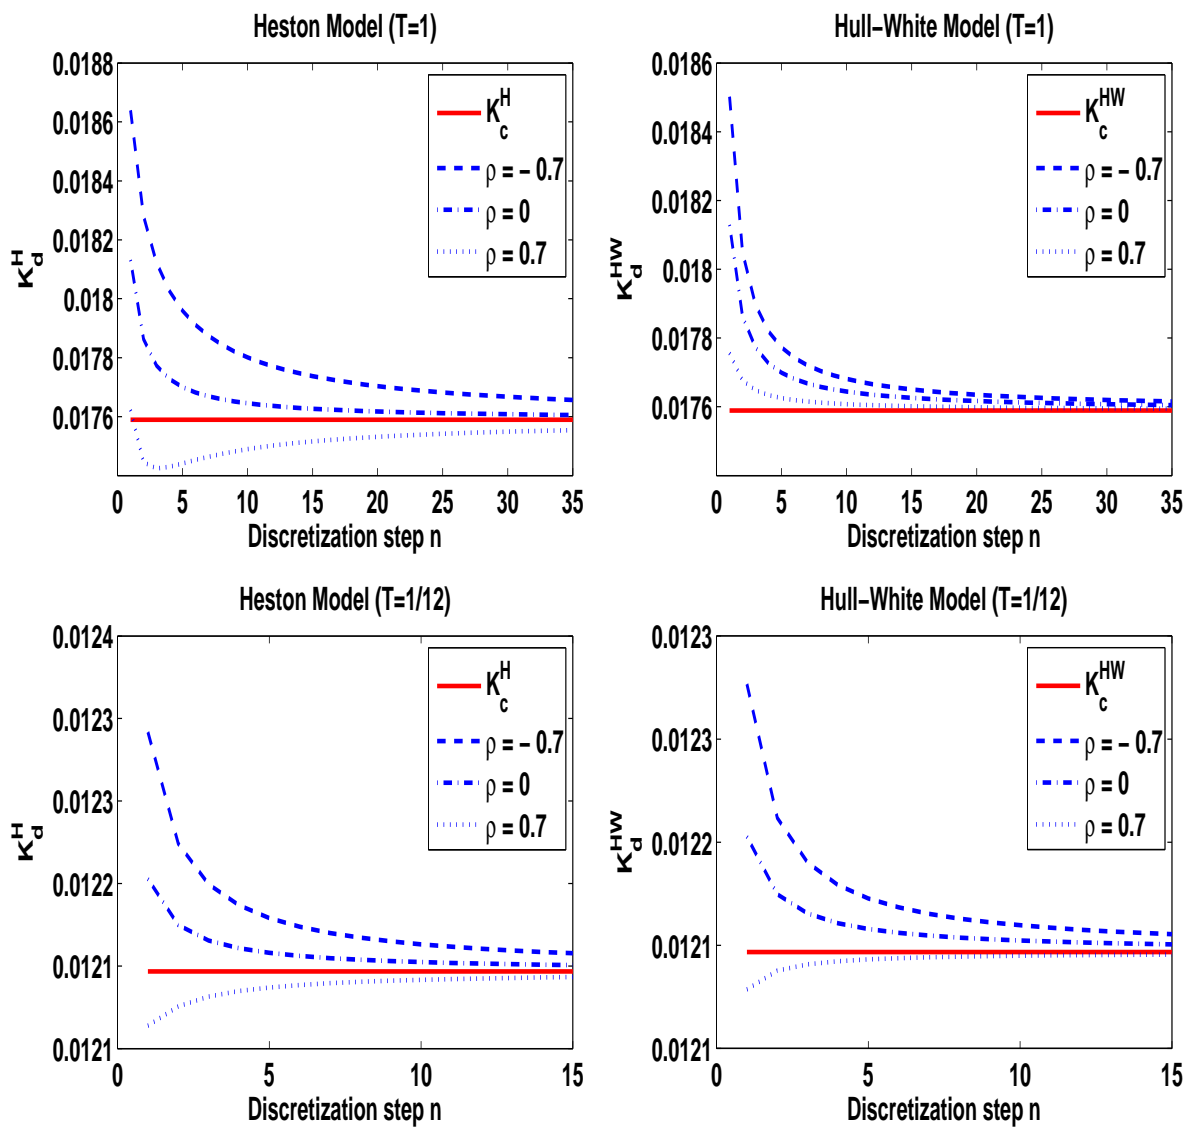 Heston Model (T=1)
0.0188
0.0186
0.0184
0.0182
0.018
0.0178
0.0176
K_d^H
K_c^H
ρ = − 0.7
ρ = 0
ρ = 0.7
0 5 10 15 20 25 30 35
Discretization step n
Hull−White Model (T=1)
0.0186
0.0184
0.0182
0.018
0.0178
0.0176
K_d^HW
K_c^HW
ρ = − 0.7
ρ = 0
ρ = 0.7
0 5 10 15 20 25 30 35
Discretization step n
Heston Model (T=1/12)
0.0124
0.0123
0.0123
0.0122
0.0121
0.0121
K_d^H
K_c^H
ρ = − 0.7
ρ = 0
ρ = 0.7
0 5 10 15
Discretization step n
Hull−White Model (T=1/12)
0.0123
0.0123
0.0122
0.0121
0.0121
K_d^HW
K_c^HW
ρ = − 0.7
ρ = 0
ρ = 0.7
0 5 10 15
Discretization step n